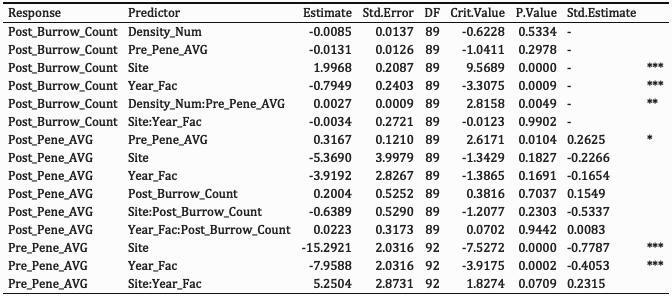 Response Predictor Estimate Std.Error DF Crit.Value P.Value Std.Estimate
Post_Burrow_Count Density_Num -0.0085 0.0137 89 -0.6228 0.5334 -
Post_Burrow_Count Pre_Pene_AVG -0.0131 0.0126 89 -1.0411 0.2978 -
Post_Burrow_Count Site 1.9968 0.2087 89 9.5689 0.0000 - ***
Post_Burrow_Count Year_Fac -0.7949 0.2403 89 -3.3075 0.0009 - ***
Post_Burrow_Count Density_Num:Pre_Pene_AVG 0.0027 0.0009 89 2.8158 0.0049 - **
Post_Burrow_Count Site:Year_Fac -0.0034 0.2721 89 -0.0123 0.9902 -
Post_Pene_AVG Pre_Pene_AVG 0.3167 0.1210 89 2.6171 0.0104 0.2625 *
Post_Pene_AVG Site -5.3690 3.9979 89 -1.3429 0.1827 -0.2266
Post_Pene_AVG Year_Fac -3.9192 2.8267 89 -1.3865 0.1691 -0.1654
Post_Pene_AVG Post_Burrow_Count 0.2004 0.5252 89 0.3816 0.7037 0.1549
Post_Pene_AVG Site:Post_Burrow_Count -0.6389 0.5290 89 -1.2077 0.2303 -0.5337
Post_Pene_AVG Year_Fac:Post_Burrow_Count 0.0223 0.3173 89 0.0702 0.9442 0.0083
Pre_Pene_AVG Site -15.2921 2.0316 92 -7.5272 0.0000 -0.7787 ***
Pre_Pene_AVG Year_Fac -7.9588 2.0316 92 -3.9175 0.0002 -0.4053 ***
Pre_Pene_AVG Site:Year_Fac 5.2504 2.8731 92 1.8274 0.0709 0.2315